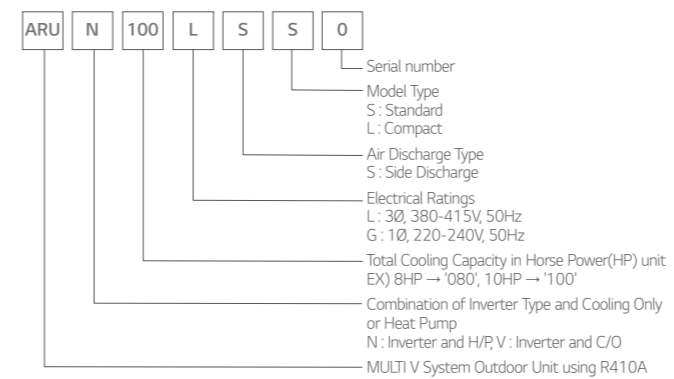 ARU N 100 L S S 0
Serial number
Model Type
S : Standard
L : Compact
Air Discharge Type
S : Side Discharge
Electrical Ratings
L : 3Ø, 380-415V, 50Hz
G : 1Ø, 220-240V, 50Hz
Total Cooling Capacity in Horse Power(HP) unit
EX) 8HP → '080', 10HP → '100'
Combination of Inverter Type and Cooling Only
or Heat Pump
N : Inverter and H/P, V : Inverter and C/O
MULTI V System Outdoor Unit using R410A